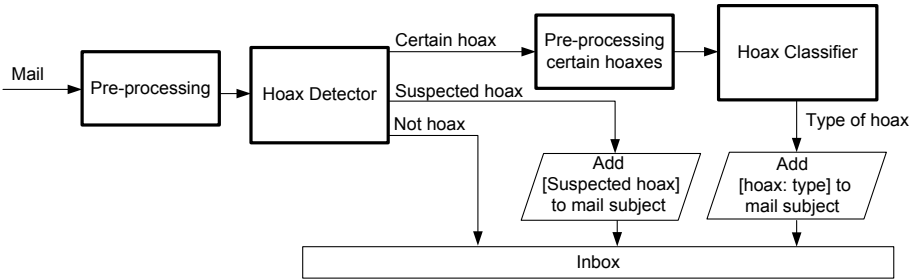 Mail
Pre-processing
Hoax Detector
Certain hoax
Suspected hoax
Not hoax
Pre-processing
certain hoaxes
Hoax Classifier
Type of hoax
Add
[Suspected hoax]
to mail subject
Add
[hoax: type] to
mail subject
Inbox